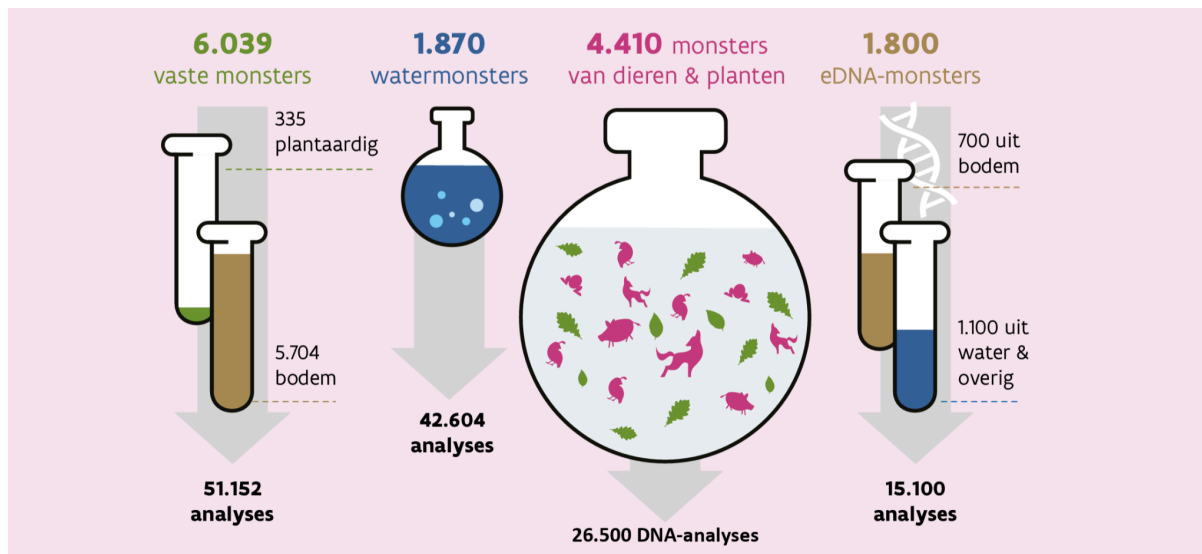 6.039
vaste monsters
335
plantaardig
5.704
bodem
51.152
analyses
1.870
watermonsters
42.604
analyses
4.410 monsters
van dieren & planten
26.500 DNA-analyses
1.800
eDNA-monsters
700 uit
bodem
1.100 uit
water &
overig
15.100
analyses